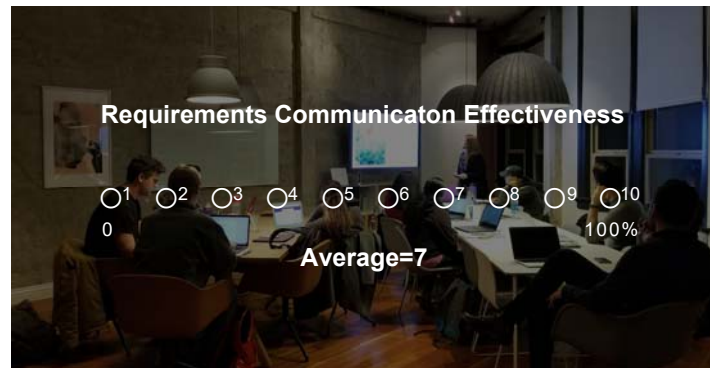 Requirements Communicaton Effectiveness
1 2 3 4 5 6 7 8 9 10
0 100%
Average=7